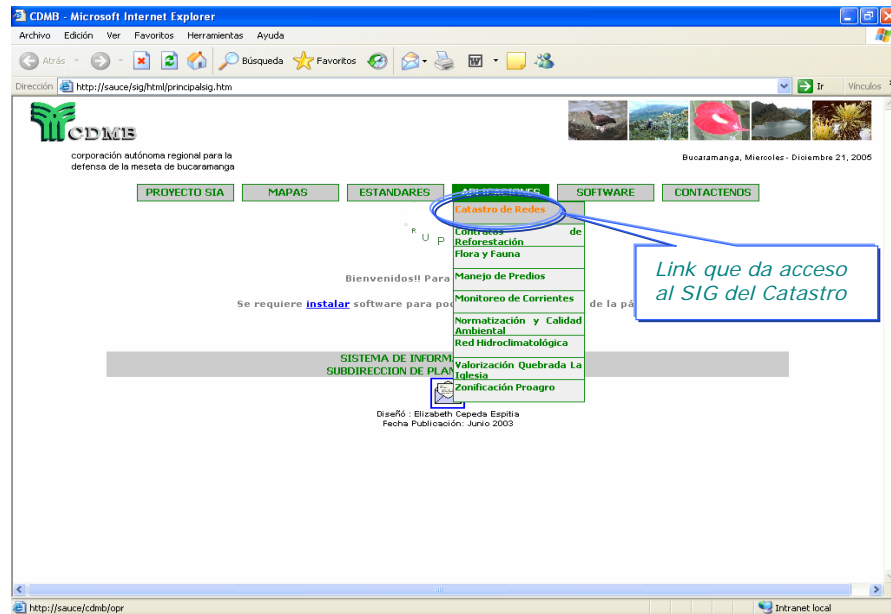 CDMB - Microsoft Internet Explorer
Archivo Edición Ver Favoritos Herramientas Ayuda
Atrás Búsqueda Favoritos
Dirección http://sauce/sig/html/principalsig.htm Ir Vínculos
CDMB
corporación autónoma regional para la
defensa de la meseta de bucaramanga
Bucaramanga, Miercoles - Diciembre 21, 2005
PROYECTO SIA MAPAS ESTANDARES APLICACIONES SOFTWARE CONTACTENOS
Catastro de Redes
Contratos de
Reforestación
R U P
Flora y Fauna
Link que da acceso
al SIG del Catastro
Bienvenidos!! Para
Manejo de Predios
Se requiere instalar software para
Monitoreo de Corrientes
de la
Normatización y Calidad
Ambiental
Red Hidroclimatológica
SISTEMA DE
SUBDIRECCION DE
Valorización Quebrada La
Iglesia
Zonificación Proagro
Diseñó : Elizabeth Cepeda Espitia
Fecha Publicación: Junio 2003
http://sauce/cdmb/opr Intranet local